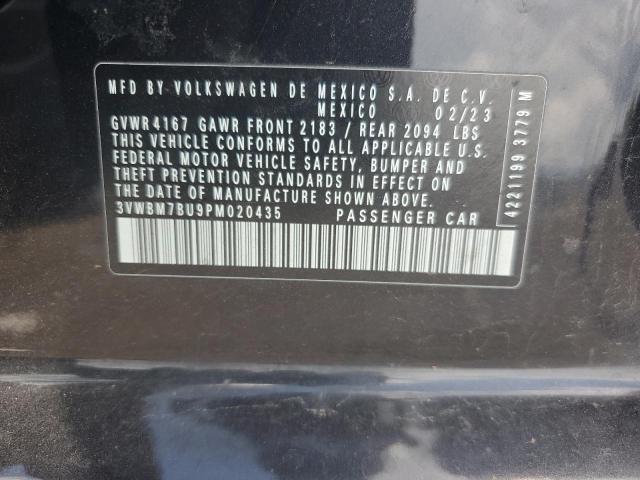 MFD BY VOLKSWAGEN DE MEXICO S.A. DE C.V.
MEXICO 02/23
GVWR 4167 GAWR FRONT 2183 / REAR 2094 LBS
THIS VEHICLE CONFORMS TO ALL APPLICABLE U.S.
FEDERAL MOTOR VEHICLE SAFETY, BUMPER AND
THEFT PREVENTION STANDARDS IN EFFECT ON
THE DATE OF MANUFACTURE SHOWN ABOVE.
3VWBM7BU9PM020435 PASSENGER CAR
4221199 3779 M